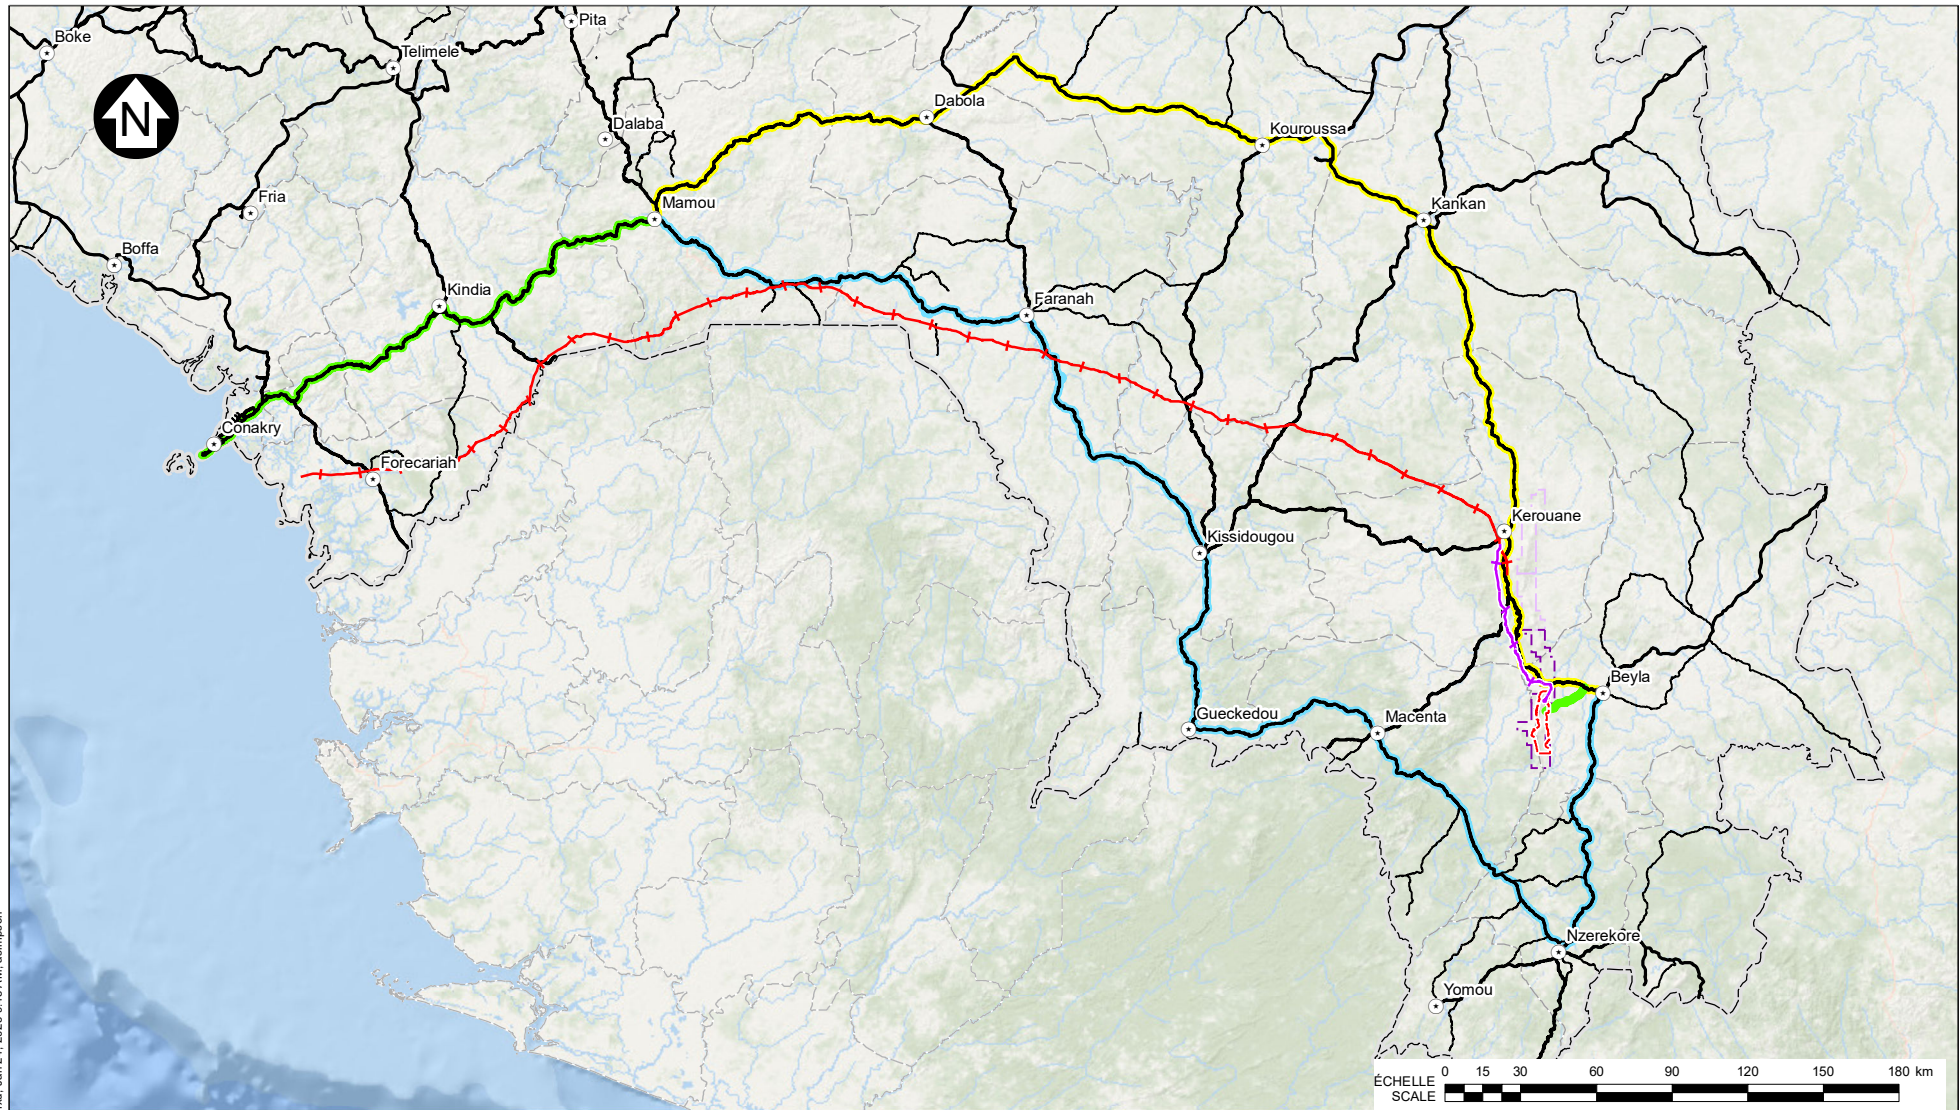 Pita
Boke
Telimele
N
Dabola
Dalaba
Kouroussa
Fria
Mamou
Kankan
Boffa
Kindia
Faranah
Conakry
Forecariah
Kerouane
Kissidougou
Beyla
Gueckedou
Macenta
Nzerekore
Yomou
0 15 30 60 90 120 150 180 km
ÉCHELLE
SCALE